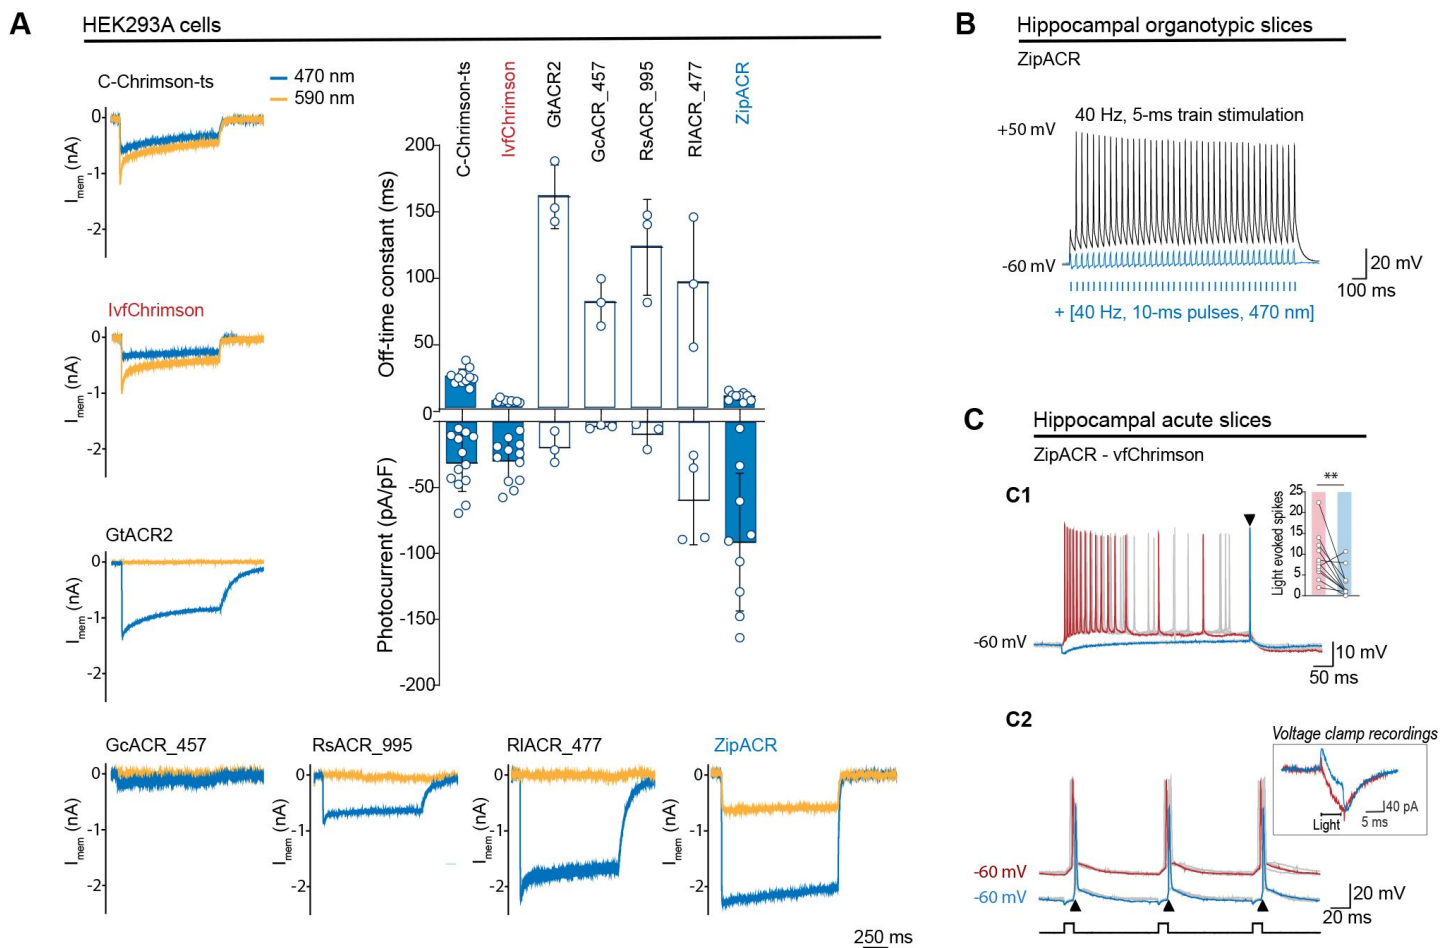 A
HEK293A cells
C-Chrimson-ts
470 nm
590 nm
0
-1
-2
Imem (nA)
IvfChrimson
0
-1
-2
Imem (nA)
GtACR2
0
-1
-2
Imem (nA)
C-Chrimson-ts
IvfChrimson
GtACR2
GcACR_457
RsACR_995
RlACR_477
ZipACR
200
150
100
50
0
Off-time constant (ms)
-50
-100
-150
-200
Photocurrent (pA/pF)
GcACR_457
0
-1
-2
Imem (nA)
RsACR_995
0
-1
-2
Imem (nA)
RlACR_477
0
-1
-2
Imem (nA)
ZipACR
0
-1
-2
Imem (nA)
250 ms
B
Hippocampal organotypic slices
ZipACR
40 Hz, 5-ms train stimulation
+50 mV
-60 mV
20 mV
100 ms
+ [40 Hz, 10-ms pulses, 470 nm]
C
Hippocampal acute slices
ZipACR - vfChrimson
C1
**
25
20
15
10
5
0
Light evoked spikes
-60 mV
10 mV
50 ms
C2
Voltage clamp recordings
40 pA
5 ms
Light
-60 mV
-60 mV
20 mV
20 ms